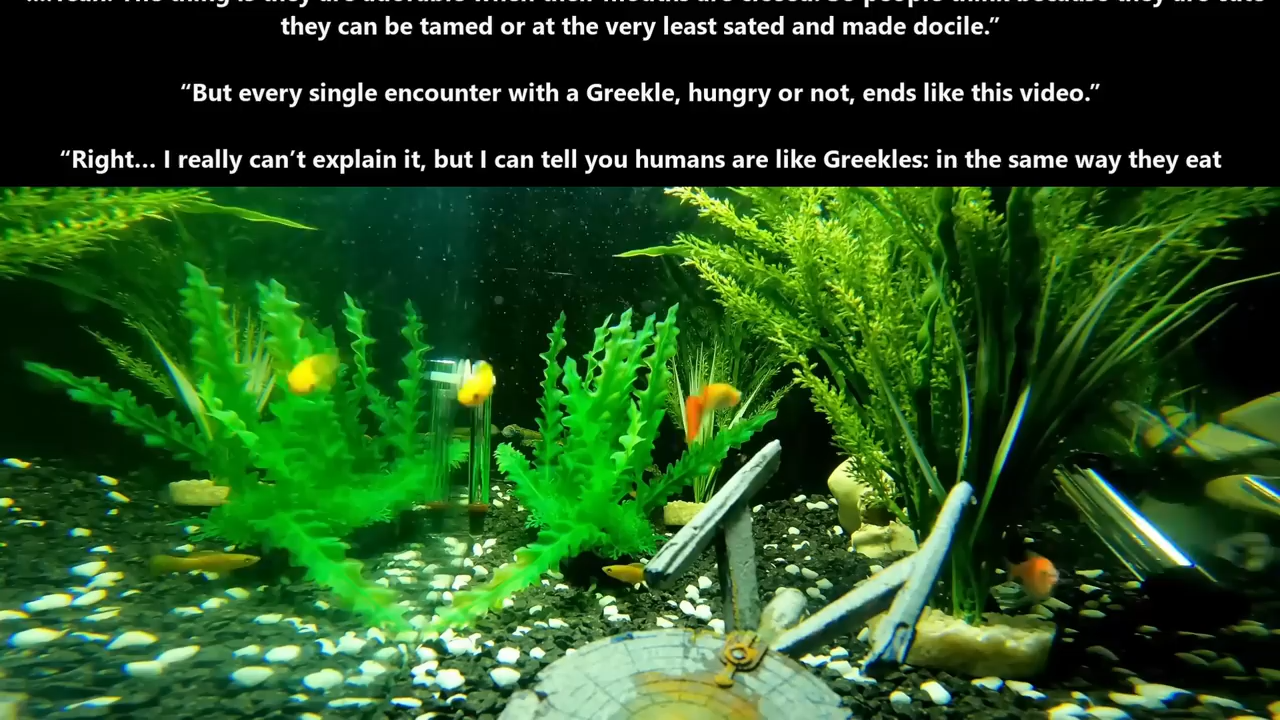 they can be tamed or at the very least sated and made docile.”
“But every single encounter with a Greekle, hungry or not, ends like this video.”
“Right… I really can’t explain it, but I can tell you humans are like Greekles: in the same way they eat